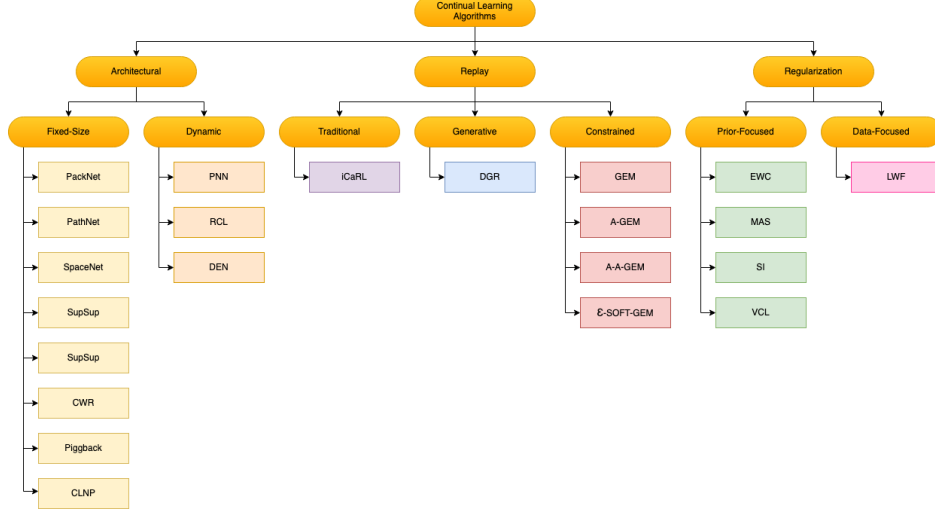 Continual Learning
Algorithms
Architectural
Replay
Regularization
Fixed-Size
Dynamic
Traditional
Generative
Constrained
Prior-Focused
Data-Focused
PackNet
PNN
iCaRL
DGR
GEM
EWC
LWF
PathNet
RCL
A-GEM
MAS
SpaceNet
DEN
A-A-GEM
SI
SupSup
Ɛ-SOFT-GEM
VCL
SupSup
CWR
Piggback
CLNP